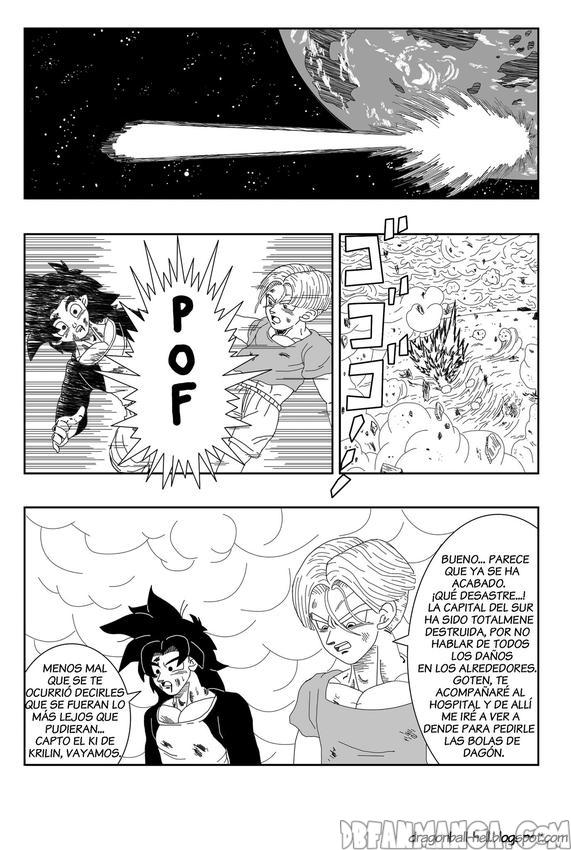 POF
ゴゴゴ
BUENO... PARECE
QUE YA SE HA
ACABADO.
¡QUÉ DESASTRE...!
LA CAPITAL DEL SUR
HA SIDO TOTALMENE
DESTRUIDA, POR NO
HABLAR DE TODOS
LOS DAÑOS
EN LOS ALREDEDORES.
GOTEN, TE
ACOMPAÑARÉ AL
HOSPITAL Y DE ALLÍ
ME IRÉ A VER A
DENDE PARA PEDIRLE
LAS BOLAS DE
DAGÓN.
MENOS MAL
QUE SE TE
OCURRIÓ DECIRLES
QUE SE FUERAN LO
MÁS LEJOS QUE
PUDIERAN...
CAPTO EL KI DE
KRILIN, VAYAMOS.
dragonball-hell.blogspot.com
DBFANMANGA.COM